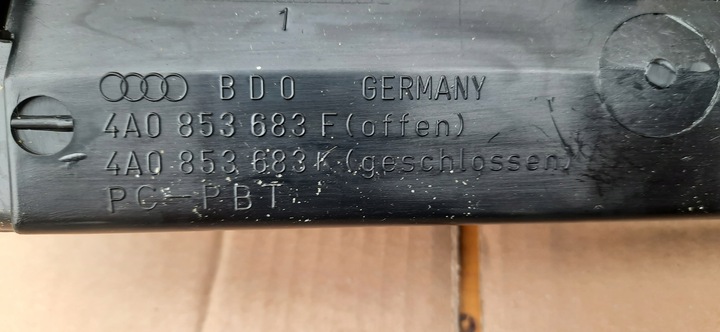 1
BDO GERMANY
4A0 853 683 F (offen)
4A0 853 683 K (geschlossen)
PC-PBT